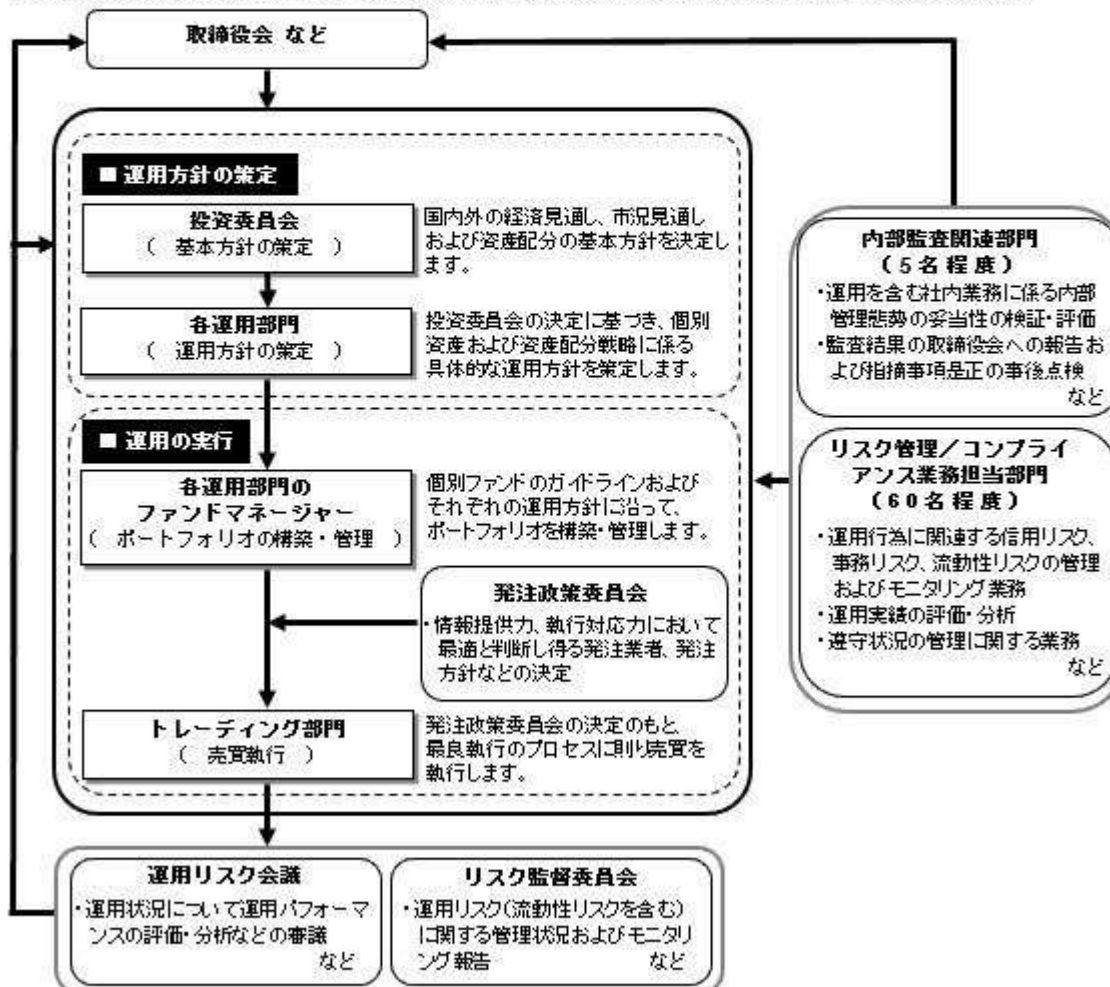 取締役会 など
■ 運用方針の策定
投資委員会
（ 基本方針の策定 ）
国内外の経済見通し、市況見通し
および資産配分の基本方針を決定し
ます。
各運用部門
（ 運用方針の策定 ）
投資委員会の決定に基づき、個別
資産および資産配分戦略に係る
具体的な運用方針を策定します。
■ 運用の実行
各運用部門の
ファンドマネージャー
（ ポートフォリオの構築・管理 ）
個別ファンドのガイドラインおよび
それぞれの運用方針に沿って、
ポートフォリオを構築・管理します。
発注政策委員会
・情報提供力、執行対応力において
最適と判断し得る発注業者、発注
方針などの決定
トレーディング部門
（ 売買執行 ）
発注政策委員会の決定のもと、
最良執行のプロセスに則り売買を
執行します。
内部監査関連部門
（５名程度）
・運用を含む社内業務に係る内部
管理態勢の妥当性の検証・評価
・監査結果の取締役会への報告お
よび指摘事項是正の事後点検
など
リスク管理／コンプライ
アンス業務担当部門
（６０名程度）
・運用行為に関連する信用リスク、
事務リスク、流動性リスクの管理
およびモニタリング業務
・運用実績の評価・分析
・遵守状況の管理に関する業務
など
運用リスク会議
・運用状況について運用パフォーマ
ンスの評価・分析などの審議
など
リスク監督委員会
・運用リスク（流動性リスクを含む）
に関する管理状況およびモニタリ
ング報告 など